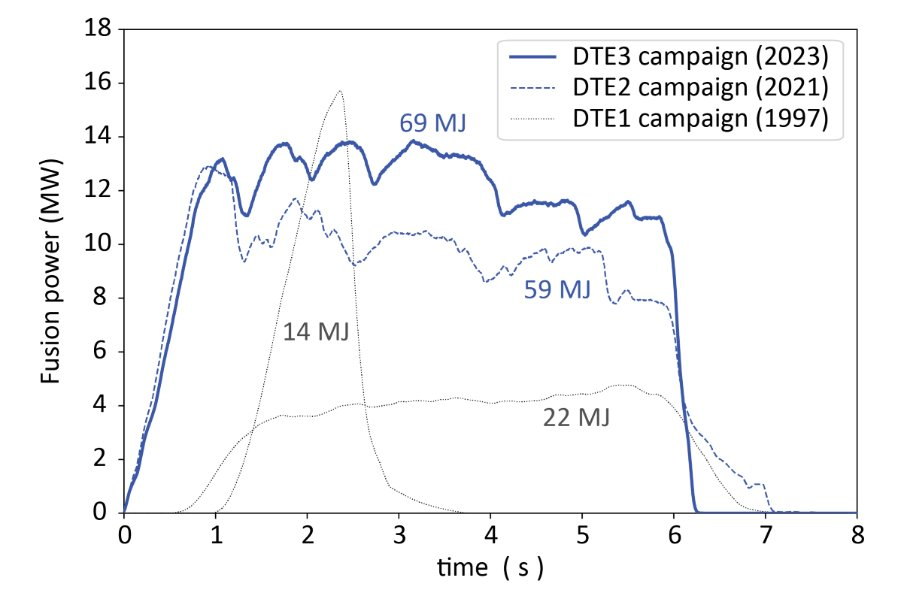 18
16
14
12
10
8
6
4
2
0
Fusion power (MW)
DTE3 campaign (2023)
DTE2 campaign (2021)
DTE1 campaign (1997)
69 MJ
59 MJ
14 MJ
22 MJ
0 1 2 3 4 5 6 7 8
time ( s )